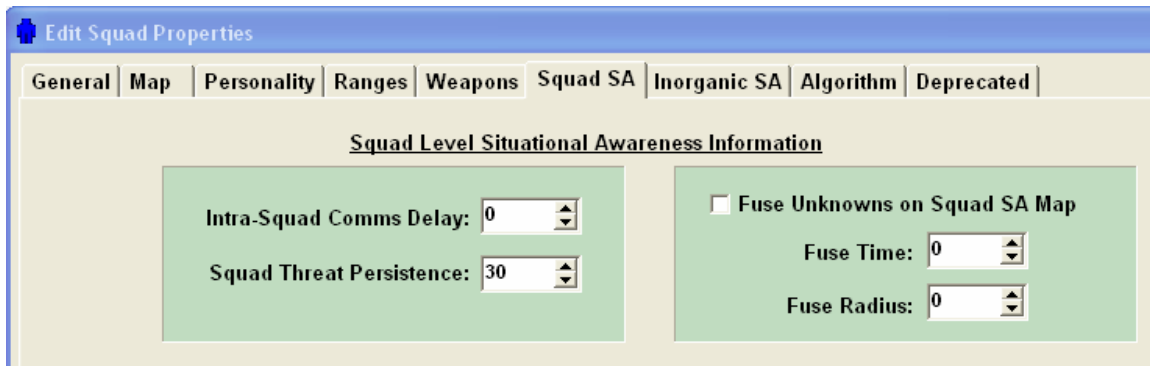 Edit Squad Properties
General Map Personality Ranges Weapons Squad SA Inorganic SA Algorithm Deprecated
Squad Level Situational Awareness Information
Intra-Squad Comms Delay: 0
Squad Threat Persistence: 30
Fuse Unknowns on Squad SA Map
Fuse Time: 0
Fuse Radius: 0